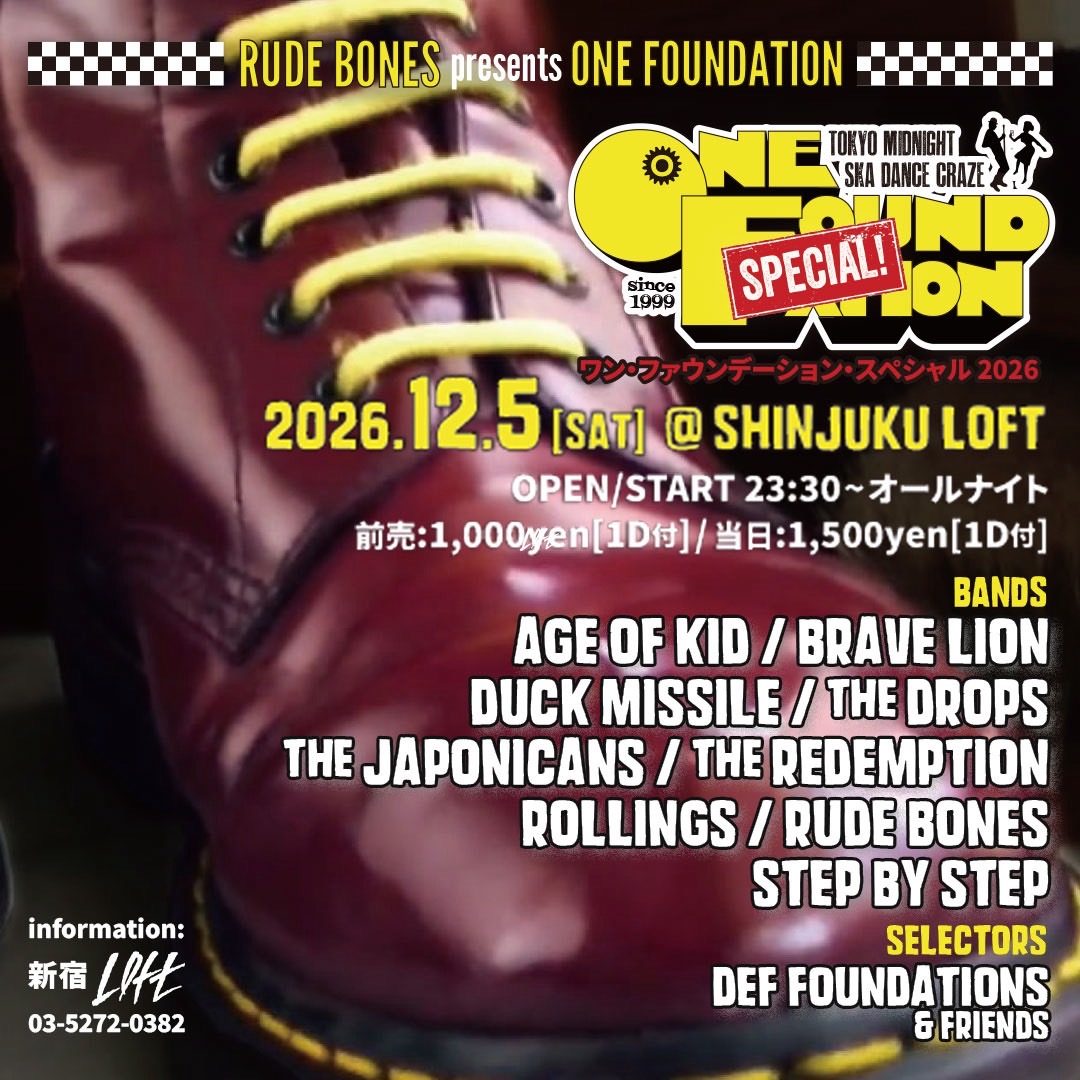 RUDE BONES presents ONE FOUNDATION
ONE FOUNDATION
TOKYO MIDNIGHT
SKA DANCE CRAZE
SPECIAL!
since
1999
ワン・ファウンデーション・スペシャル 2026
2026.12.5 [SAT] @ SHINJUKU LOFT
OPEN/START 23:30~オールナイト
前売:1,000yen[1D付] / 当日:1,500yen[1D付]
Loft
BANDS
AGE OF KID / BRAVE LION
DUCK MISSILE / THE DROPS
THE JAPONICANS / THE REDEMPTION
ROLLINGS / RUDE BONES
STEP BY STEP
SELECTORS
DEF FOUNDATIONS
& FRIENDS
information:
新宿 Loft
03-5272-0382